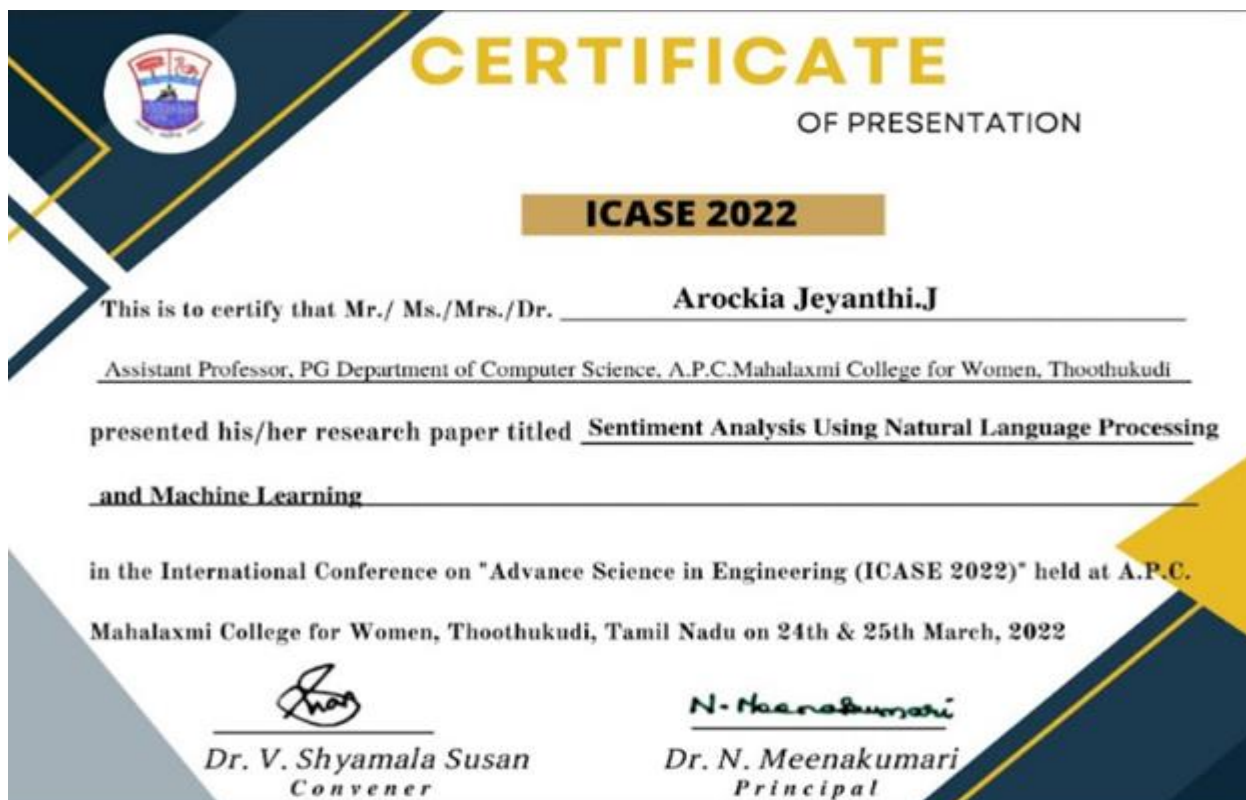 CERTIFICATE
OF PRESENTATION
ICASE 2022
This is to certify that Mr./ Ms./Mrs./Dr. Arockia Jeyanthi.J
Assistant Professor, PG Department of Computer Science, A.P.C.Mahalaxmi College for Women, Thoothukudi
presented his/her research paper titled Sentiment Analysis Using Natural Language Processing
and Machine Learning
in the International Conference on "Advance Science in Engineering (ICASE 2022)" held at A.P.C.
Mahalaxmi College for Women, Thoothukudi, Tamil Nadu on 24th & 25th March, 2022
N. Meenakumari
Dr. V. Shyamala Susan Dr. N. Meenakumari
Convener Principal